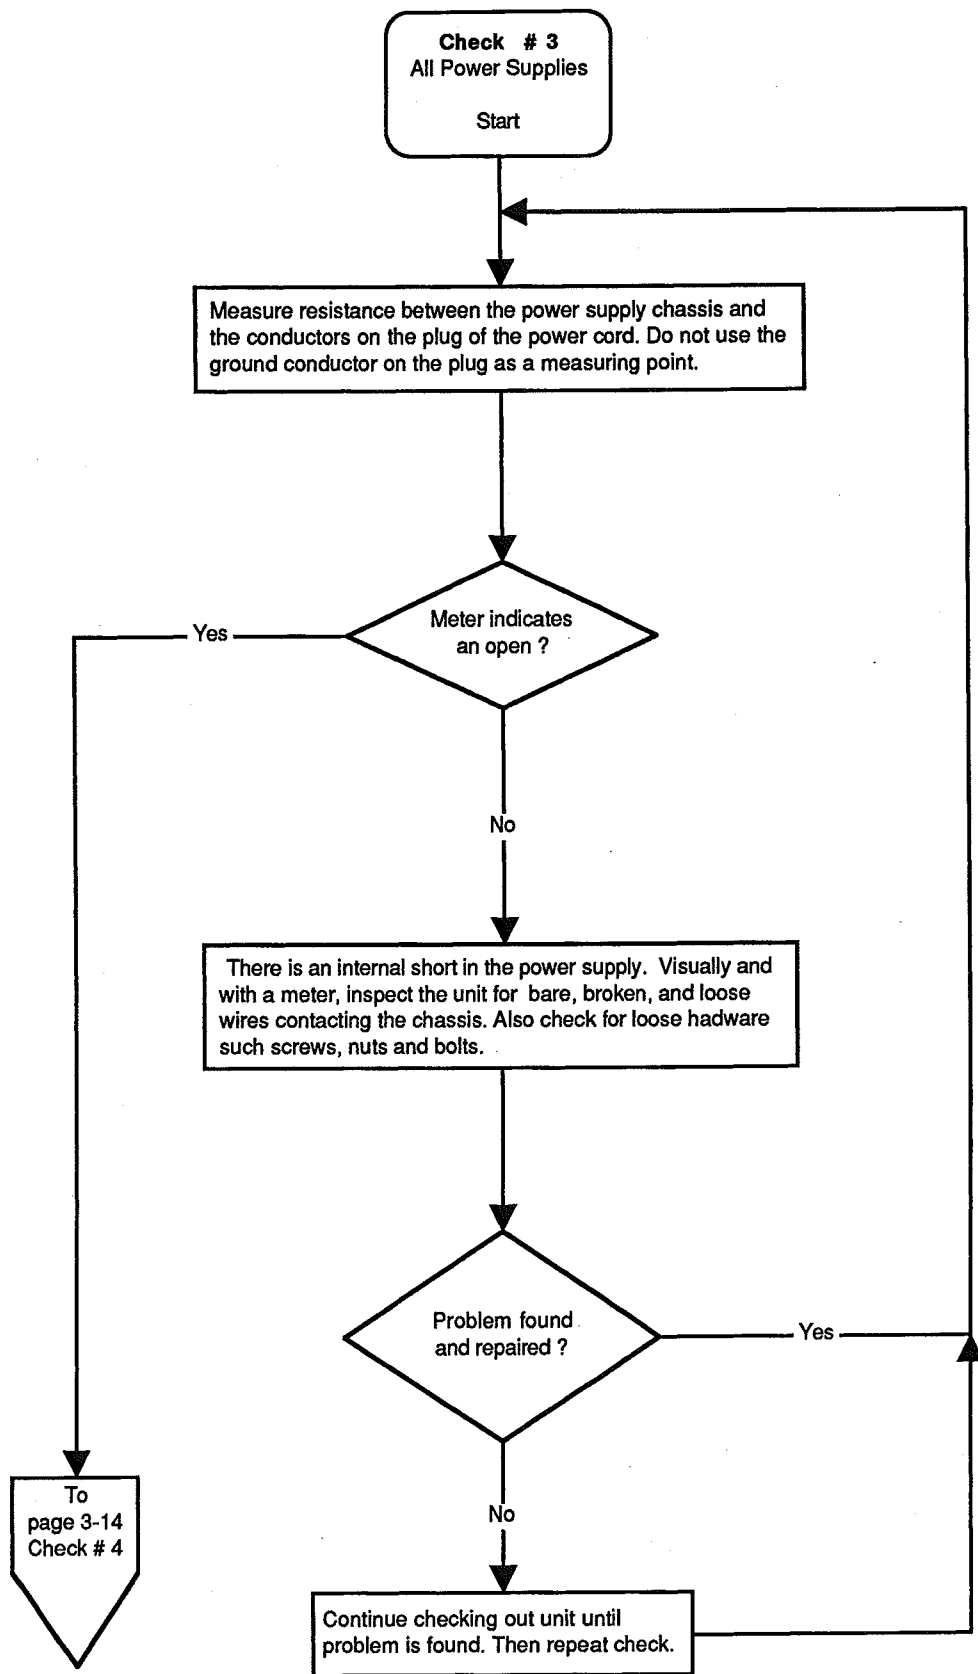 Check # 3
All Power Supplies
Start
Measure resistance between the power supply chassis and
the conductors on the plug of the power cord. Do not use the
ground conductor on the plug as a measuring point.
Meter indicates
an open ?
Yes
No
There is an internal short in the power supply. Visually and
with a meter, inspect the unit for bare, broken, and loose
wires contacting the chassis. Also check for loose hadware
such screws, nuts and bolts.
Problem found
and repaired ?
Yes
No
To
page 3-14
Check # 4
Continue checking out unit until
problem is found. Then repeat check.